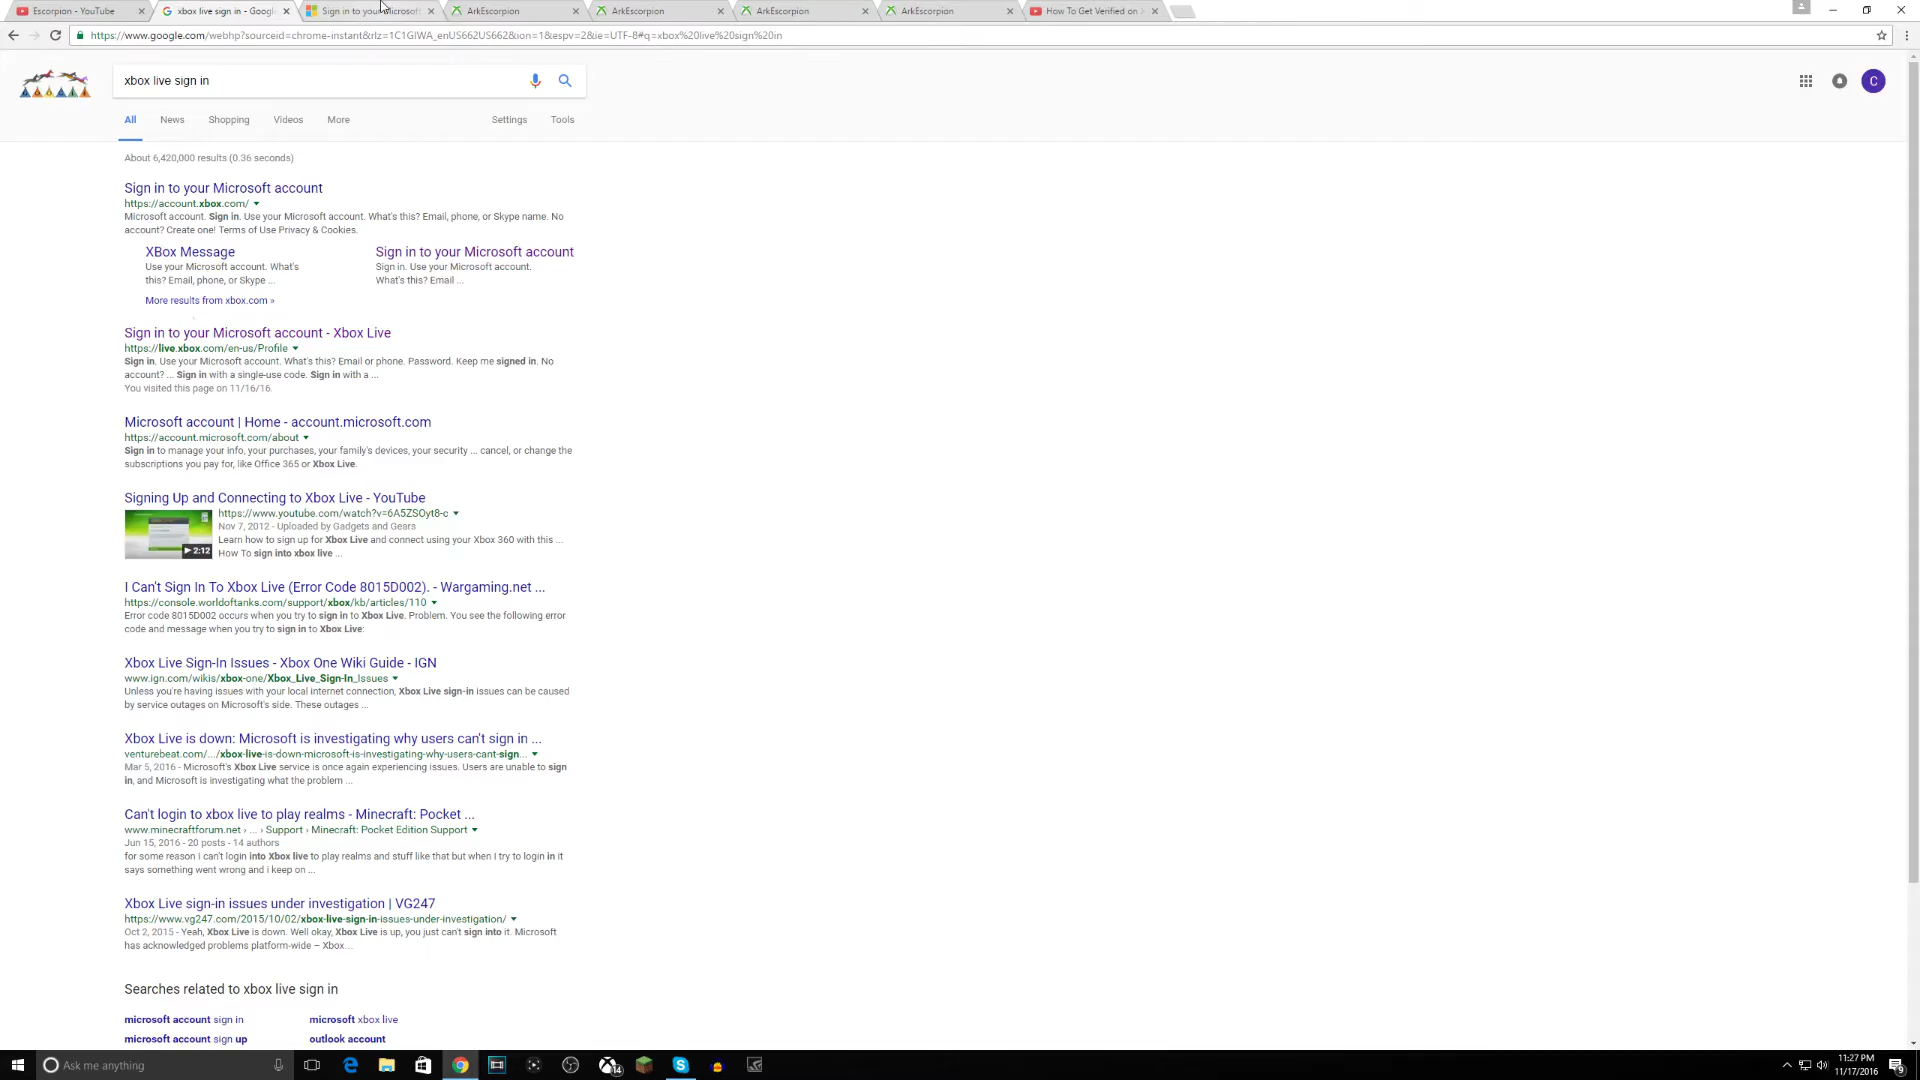 Escorpion - YouTube
xbox live sign in - Goog
Sign in to your Microsoft
ArkEscorpion
ArkEscorpion
ArkEscorpion
ArkEscorpion
How To Get Verified on
https://www.google.com/webhp?sourceid=chrome-instant&rlz=1C1GIWA_enUS662US662&ion=1&espv=2&ie=UTF-8#q=xbox%20live%20sign%20in
xbox live sign in
C
All News Shopping Videos More Settings Tools
About 6,420,000 results (0.36 seconds)
Sign in to your Microsoft account
https://account.xbox.com/
Microsoft account. Sign in. Use your Microsoft account. What's this? Email, phone, or Skype name. No
account? Create one! Terms of Use Privacy & Cookies.
XBox Message
Use your Microsoft account. What's
this? Email, phone, or Skype ...
Sign in to your Microsoft account
Sign in. Use your Microsoft account.
What's this? Email ...
More results from xbox.com »
Sign in to your Microsoft account - Xbox Live
https://live.xbox.com/en-us/Profile
Sign in. Use your Microsoft account. What's this? Email or phone. Password. Keep me signed in. No
account? ... Sign in with a single-use code. Sign in with a ...
You visited this page on 11/16/16.
Microsoft account | Home - account.microsoft.com
https://account.microsoft.com/about
Sign in to manage your info, your purchases, your family's devices, your security ... cancel, or change the
subscriptions you pay for, like Office 365 or Xbox Live.
Signing Up and Connecting to Xbox Live - YouTube
https://www.youtube.com/watch?v=6A5ZSOyt8-c
Nov 7, 2012 - Uploaded by Gadgets and Gears
Learn how to sign up for Xbox Live and connect using your Xbox 360 with this ...
How To sign into xbox live ...
2:12
I Can't Sign In To Xbox Live (Error Code 8015D002). - Wargaming.net ...
https://console.worldoftanks.com/support/xbox/kb/articles/110
Error code 8015D002 occurs when you try to sign in to Xbox Live. Problem. You see the following error
code and message when you try to sign in to Xbox Live:
Xbox Live Sign-In Issues - Xbox One Wiki Guide - IGN
www.ign.com/wikis/xbox-one/Xbox_Live_Sign-In_Issues
Unless you're having issues with your local internet connection, Xbox Live sign-in issues can be caused
by service outages on Microsoft's side. These outages ...
Xbox Live is down: Microsoft is investigating why users can't sign in ...
venturebeat.com/.../xbox-live-is-down-microsoft-is-investigating-why-users-cant-sign...
Mar 5, 2016 - Microsoft's Xbox Live service is once again experiencing issues. Users are unable to sign
in, and Microsoft is investigating what the problem ...
Can't login to xbox live to play realms - Minecraft: Pocket ...
www.minecraftforum.net › ... › Support › Minecraft: Pocket Edition Support
Jun 15, 2016 - 20 posts - 14 authors
for some reason I can't login into Xbox live to play realms and stuff like that but when I try to login in it
says something went wrong and i keep on ...
Xbox Live sign-in issues under investigation | VG247
https://www.vg247.com/2015/10/02/xbox-live-sign-in-issues-under-investigation/
Oct 2, 2015 - Yeah, Xbox Live is down. Well okay, Xbox Live is up, you just can't sign into it. Microsoft
has acknowledged problems platform-wide – Xbox...
Searches related to xbox live sign in
microsoft account sign in
microsoft xbox live
microsoft account sign up
outlook account
Ask me anything
14
11:27 PM
11/17/2016
9